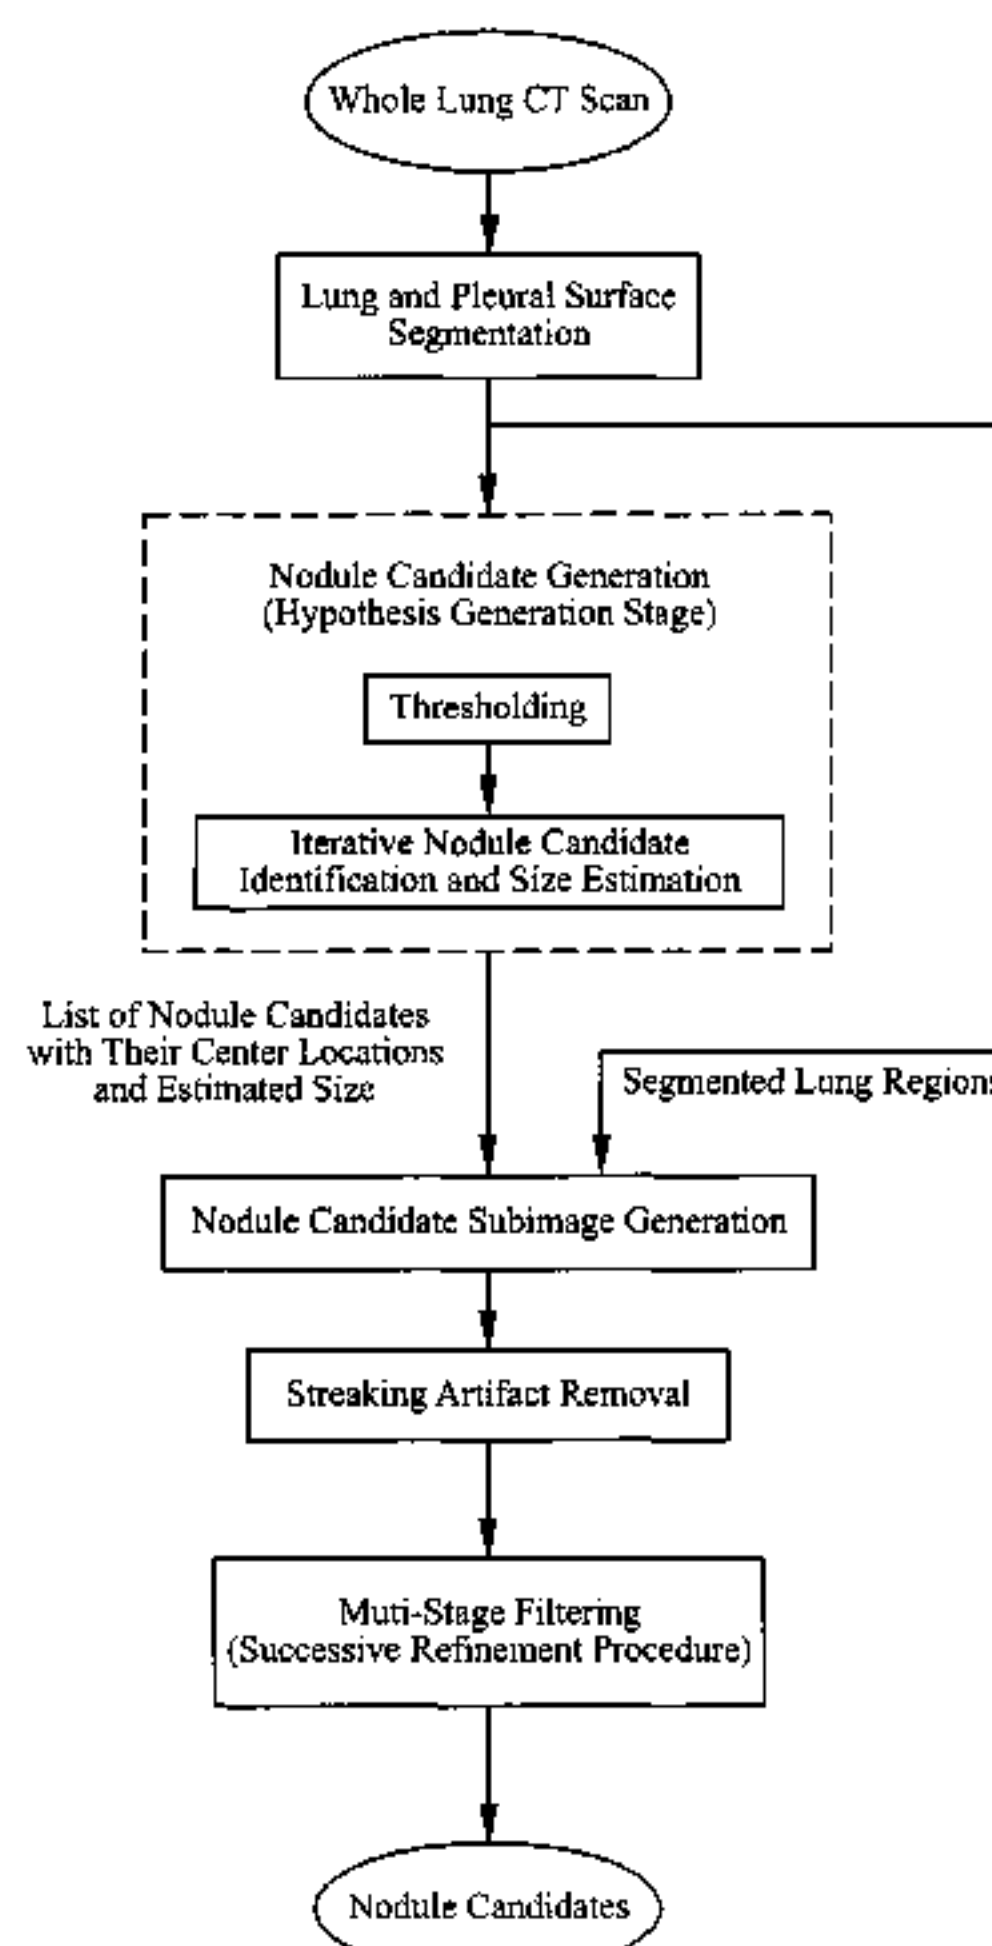 Whole Lung CT Scan
Lung and Pleural Surface
Segmentation
Nodule Candidate Generation
(Hypothesis Generation Stage)
Thresholding
Iterative Nodule Candidate
Identification and Size Estimation
List of Nodule Candidates
with Their Center Locations
and Estimated Size
Segmented Lung Regions
Nodule Candidate Subimage Generation
Streaking Artifact Removal
Muti-Stage Filtering
(Successive Refinement Procedure)
Nodule Candidates